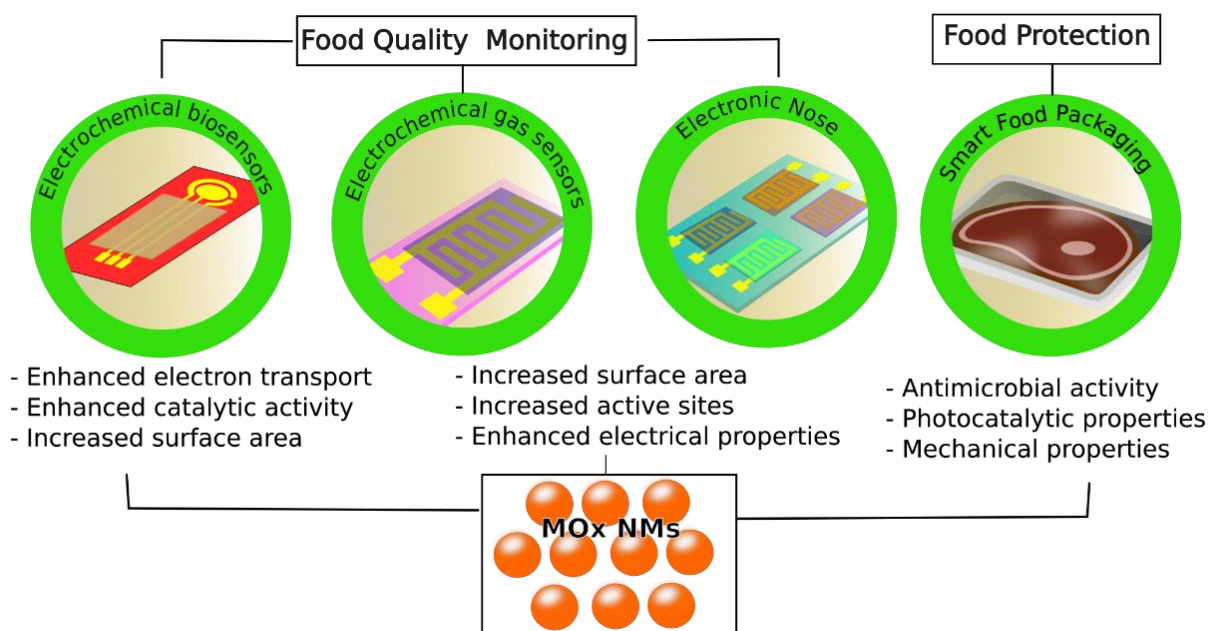 Food Quality Monitoring
Food Protection
Electrochemical biosensors
Electrochemical gas sensors
Electronic Nose
Smart Food Packaging
- Enhanced electron transport
- Enhanced catalytic activity
- Increased surface area
- Increased surface area
- Increased active sites
- Enhanced electrical properties
- Antimicrobial activity
- Photocatalytic properties
- Mechanical properties
MOx NMs